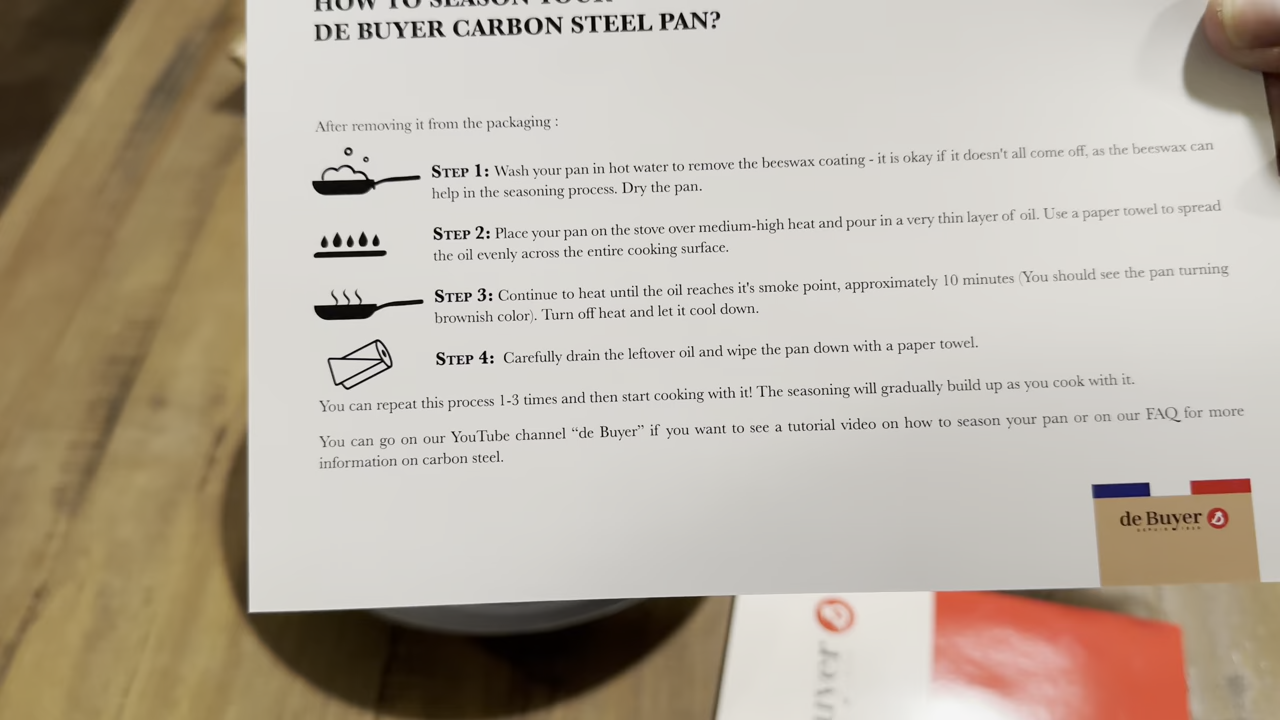 HOW TO SEASON YOUR
DE BUYER CARBON STEEL PAN?
After removing it from the packaging :
STEP 1: Wash your pan in hot water to remove the beeswax coating - it is okay if it doesn't all come off, as the beeswax can
help in the seasoning process. Dry the pan.
STEP 2: Place your pan on the stove over medium-high heat and pour in a very thin layer of oil. Use a paper towel to spread
the oil evenly across the entire cooking surface.
STEP 3: Continue to heat until the oil reaches it's smoke point, approximately 10 minutes (You should see the pan turning
brownish color). Turn off heat and let it cool down.
STEP 4: Carefully drain the leftover oil and wipe the pan down with a paper towel.
You can repeat this process 1-3 times and then start cooking with it! The seasoning will gradually build up as you cook with it.
You can go on our YouTube channel “de Buyer” if you want to see a tutorial video on how to season your pan or on our FAQ for more
information on carbon steel.
de Buyer